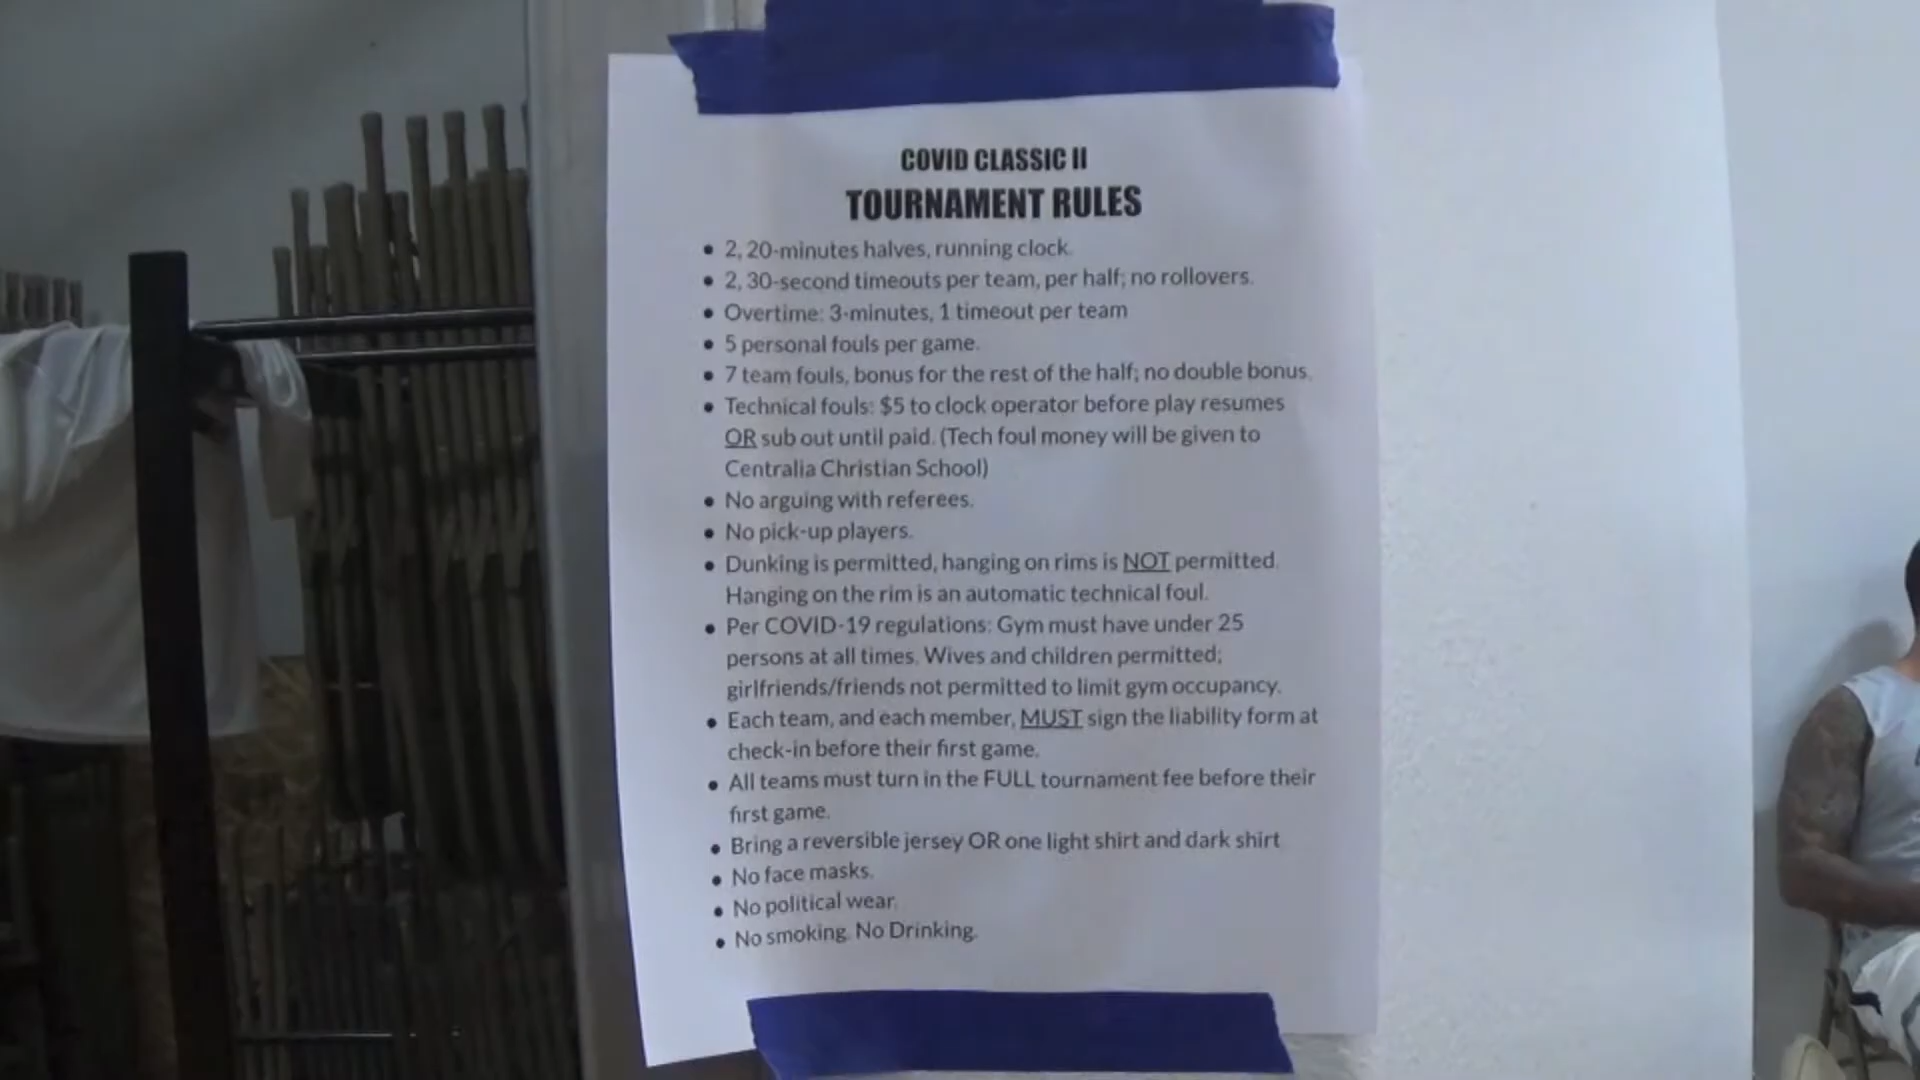 COVID CLASSIC II
TOURNAMENT RULES
• 2, 20-minutes halves, running clock.
• 2, 30-second timeouts per team, per half; no rollovers.
• Overtime: 3-minutes, 1 timeout per team
• 5 personal fouls per game.
• 7 team fouls, bonus for the rest of the half; no double bonus.
• Technical fouls: $5 to clock operator before play resumes
OR sub out until paid. (Tech foul money will be given to
Centralia Christian School)
• No arguing with referees.
• No pick-up players.
• Dunking is permitted, hanging on rims is NOT permitted.
Hanging on the rim is an automatic technical foul.
• Per COVID-19 regulations: Gym must have under 25
persons at all times. Wives and children permitted;
girlfriends/friends not permitted to limit gym occupancy.
• Each team, and each member, MUST sign the liability form at
check-in before their first game.
• All teams must turn in the FULL tournament fee before their
first game.
• Bring a reversible jersey OR one light shirt and dark shirt
• No face masks.
• No political wear.
• No smoking. No Drinking.